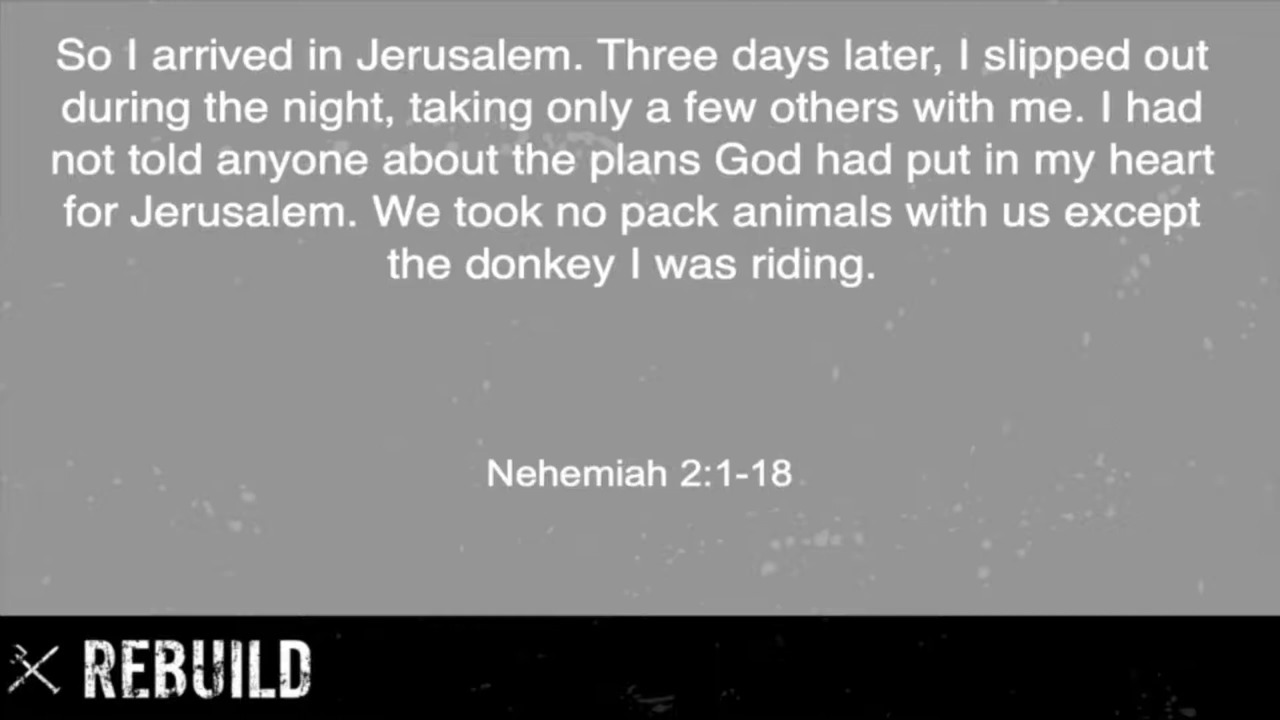 So I arrived in Jerusalem. Three days later, I slipped out
during the night, taking only a few others with me. I had
not told anyone about the plans God had put in my heart
for Jerusalem. We took no pack animals with us except
the donkey I was riding.
Nehemiah 2:1-18
REBUILD